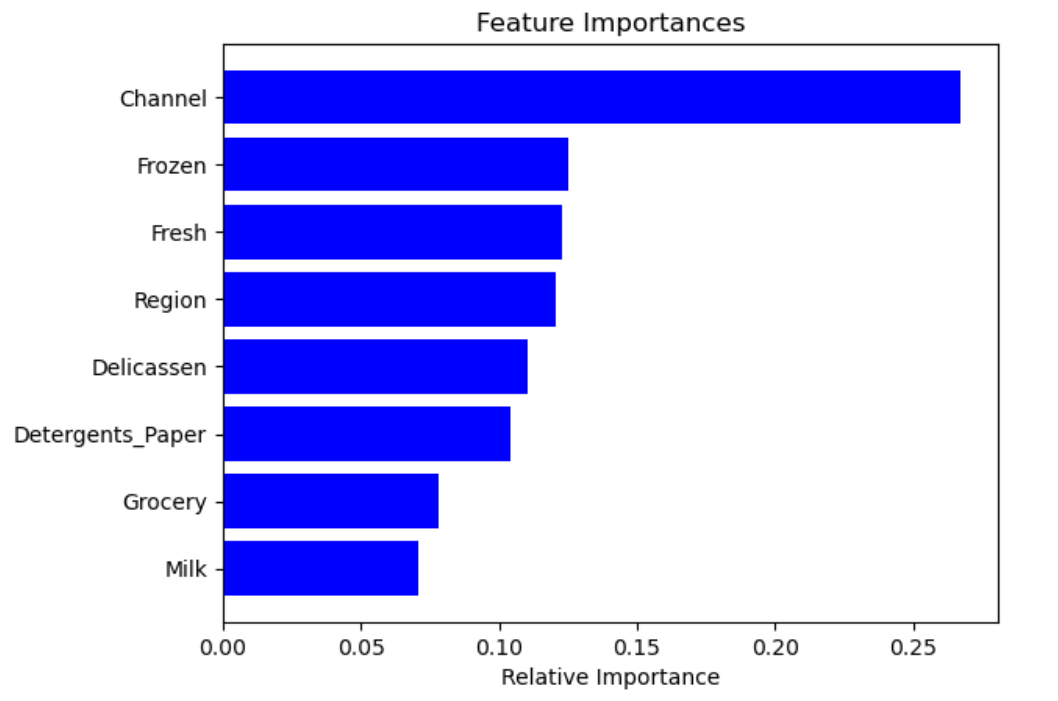 Feature Importances
Channel
Frozen
Fresh
Region
Delicassen
Detergents_Paper
Grocery
Milk
0.00 0.05 0.10 0.15 0.20 0.25
Relative Importance